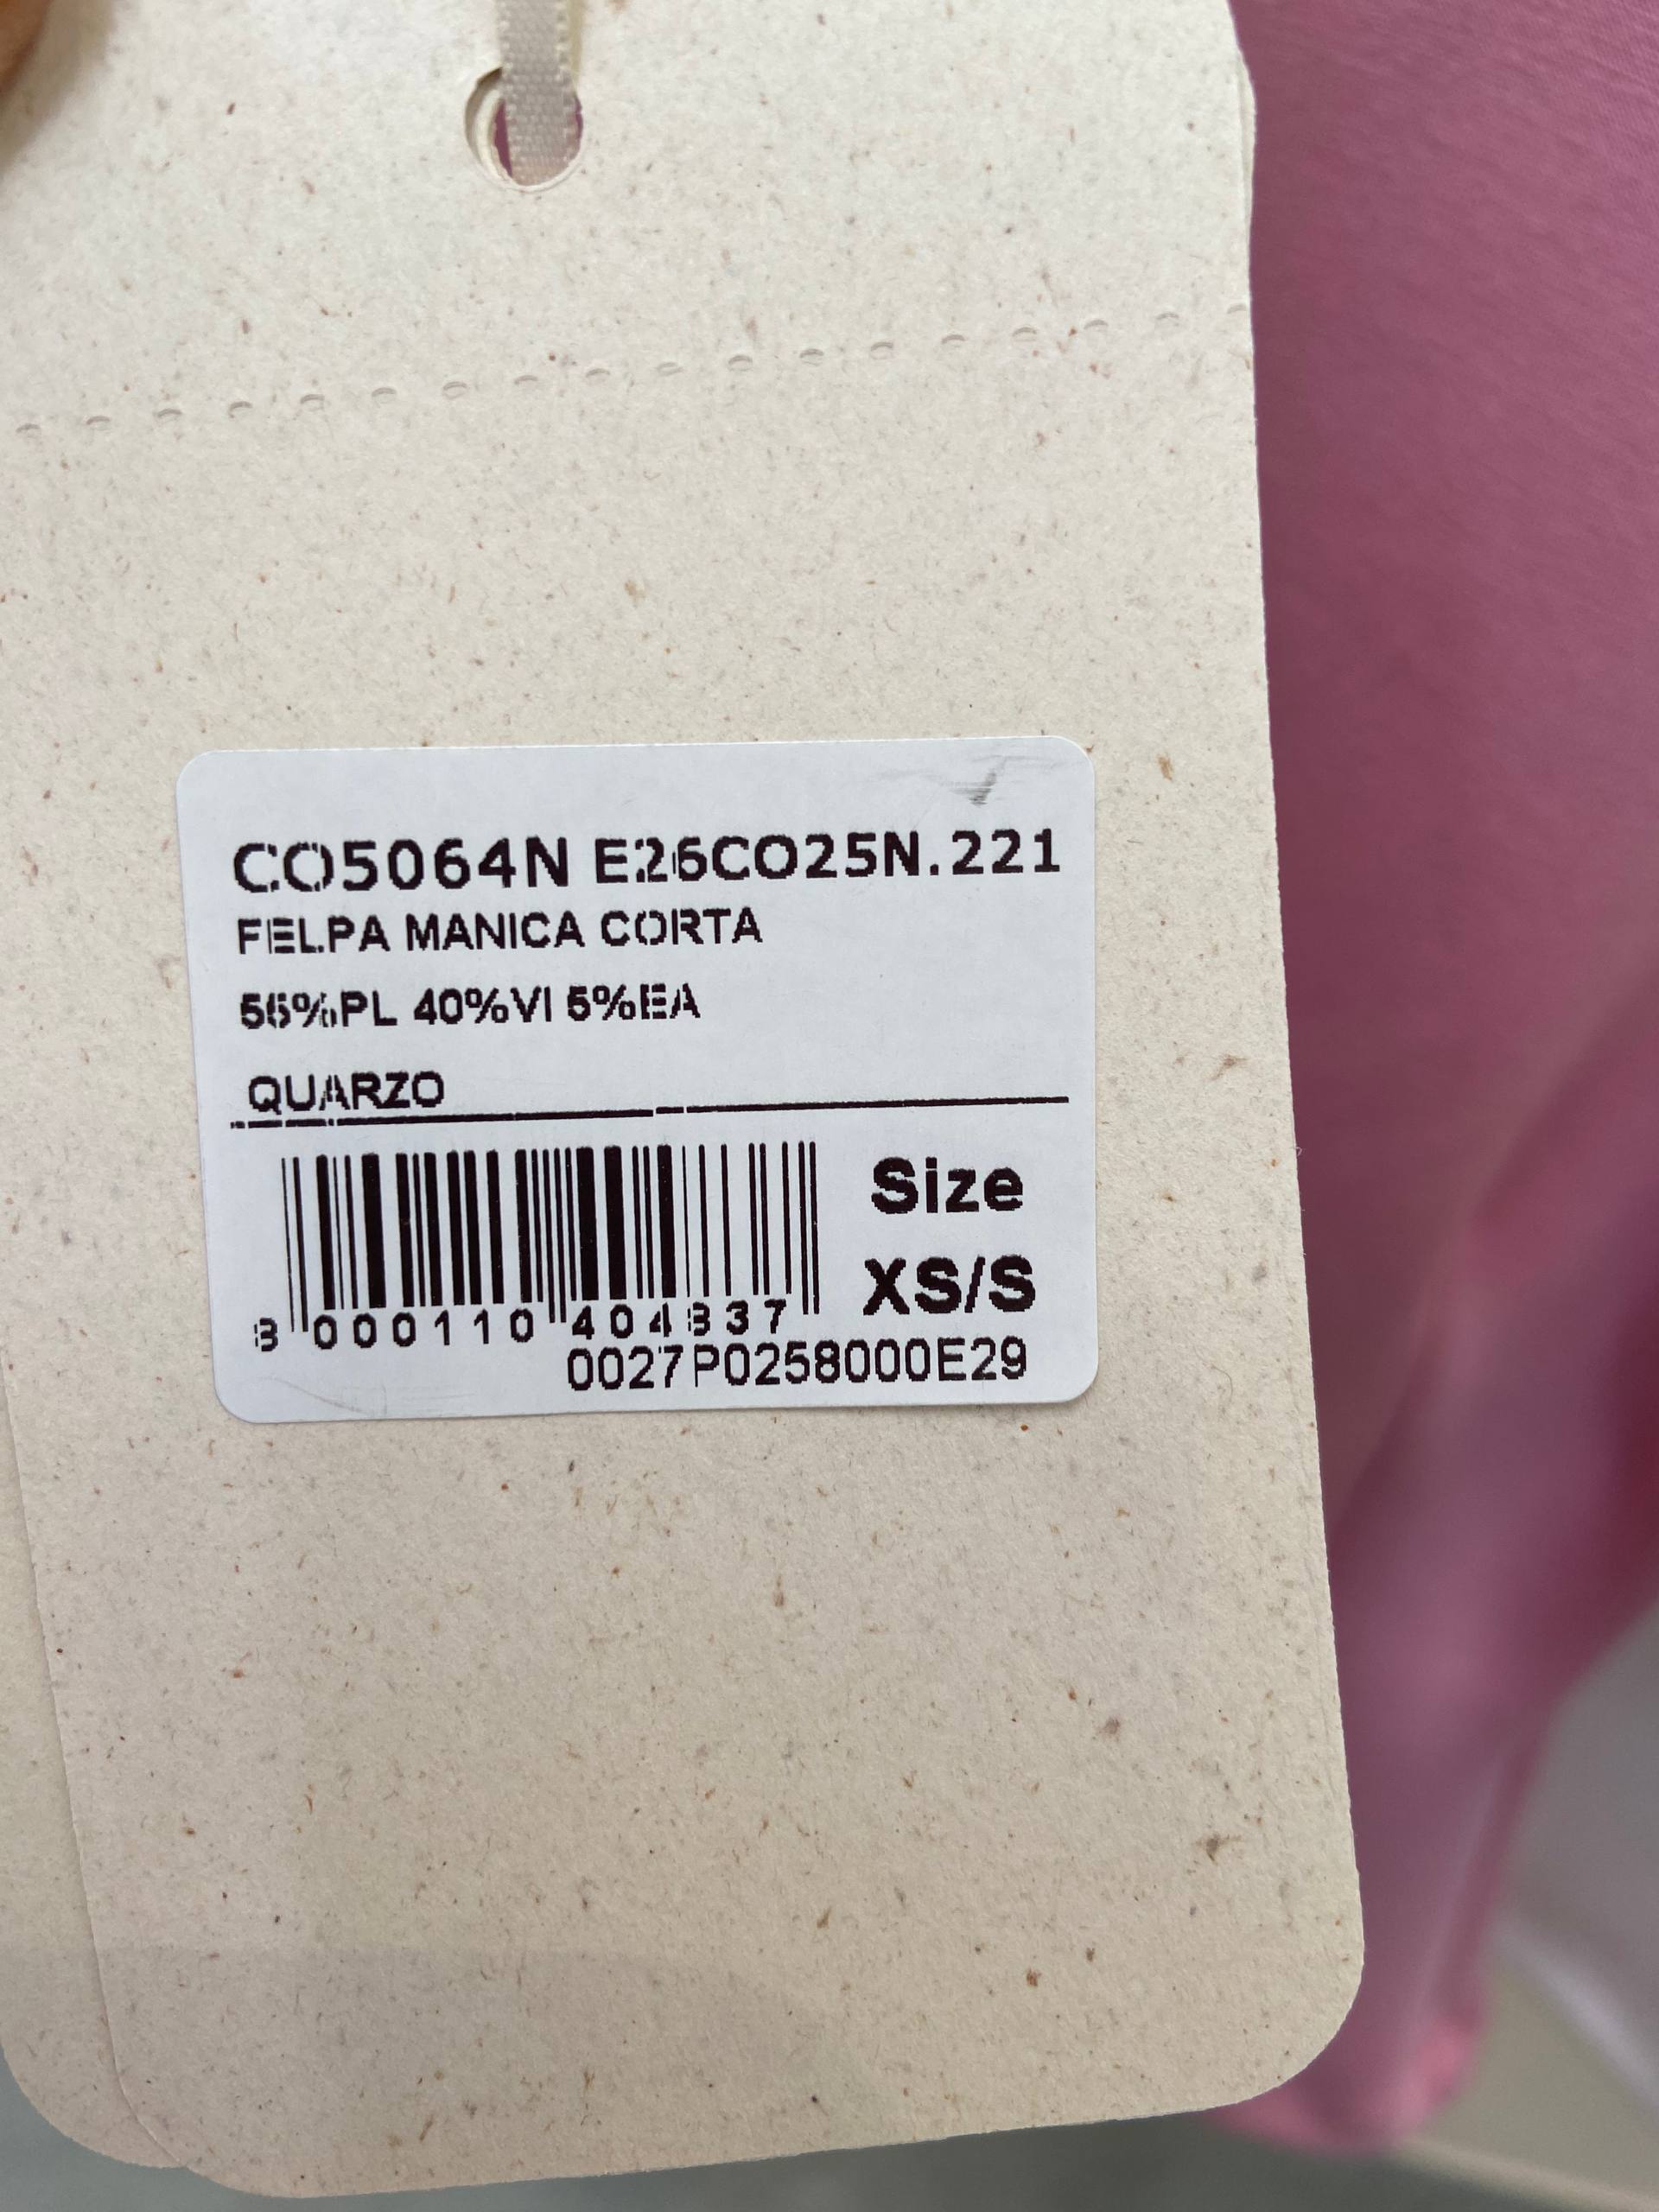 CO5064N E26CO25N.221
FELPA MANICA CORTA
55%PL 40%VI 5%EA
QUARZO
Size
XS/S
8 000110 404837
0027P0258000E29